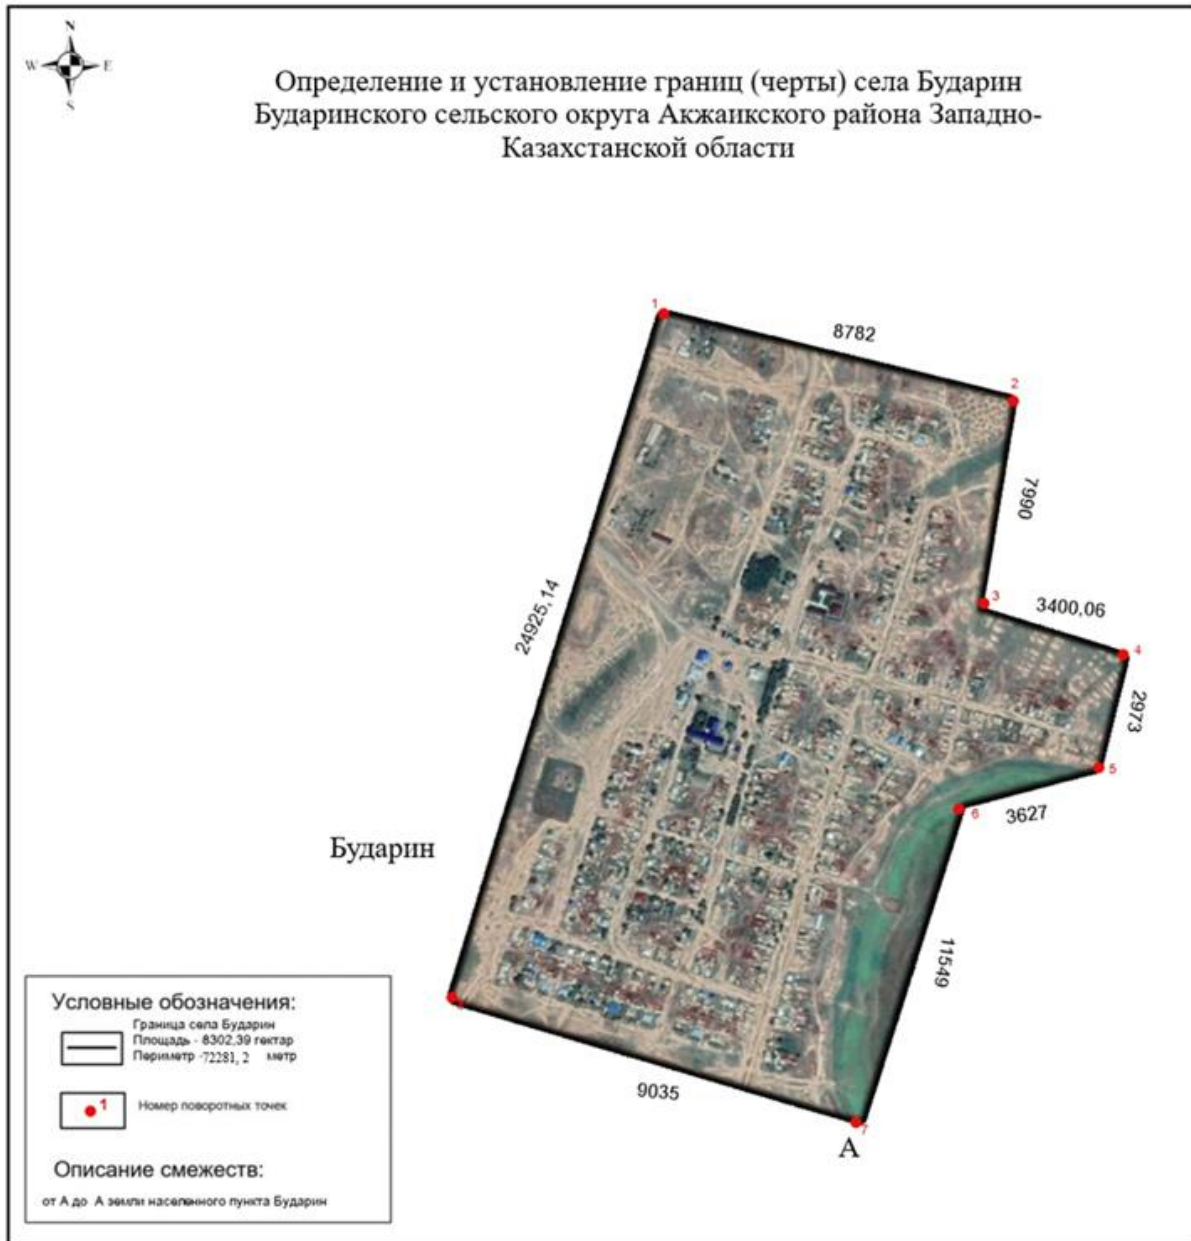 N
W E
S
Определение и установление границ (черты) села Бударин
Бударинского сельского округа Акжаикского района Западно-
Казахстанской области
1
8782
2
7990
3
3400,06
4
2973
5
3627
6
24925,14
Бударин
11549
9035
7
А
Условные обозначения:
Граница села Бударин
Площадь - 8302,39 гектар
Периметр -72281, 2 метр
1
Номер поворотных точек
Описание смежеств:
от А до А земли населенного пункта Бударин